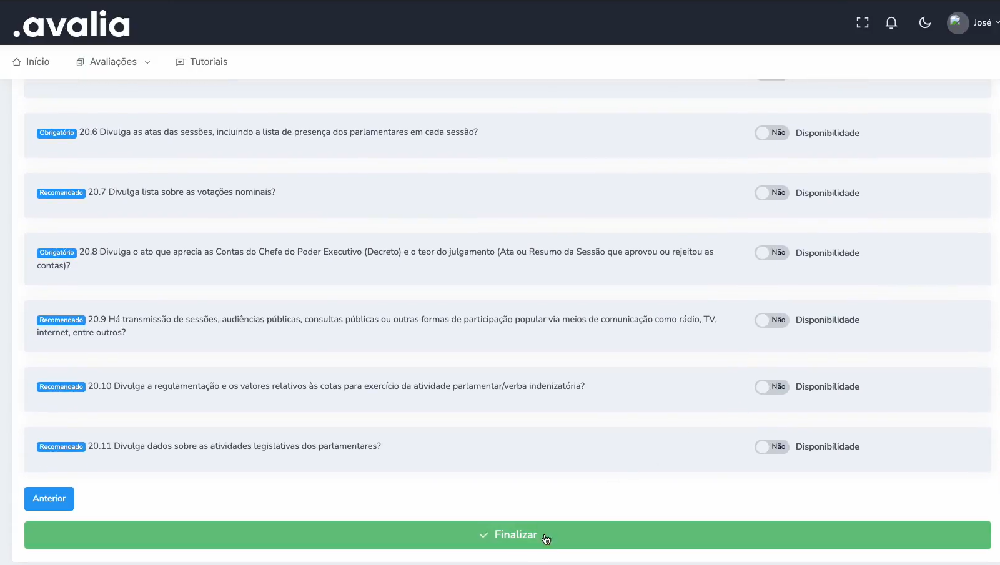 .avalia
José
Início
Avaliações
Tutoriais
Obrigatório 20.6 Divulga as atas das sessões, incluindo a lista de presença dos parlamentares em cada sessão?
Não Disponibilidade
Recomendado 20.7 Divulga lista sobre as votações nominais?
Não Disponibilidade
Obrigatório 20.8 Divulga o ato que aprecia as Contas do Chefe do Poder Executivo (Decreto) e o teor do julgamento (Ata ou Resumo da Sessão que aprovou ou rejeitou as
contas)?
Não Disponibilidade
Recomendado 20.9 Há transmissão de sessões, audiências públicas, consultas públicas ou outras formas de participação popular via meios de comunicação como rádio, TV,
internet, entre outros?
Não Disponibilidade
Recomendado 20.10 Divulga a regulamentação e os valores relativos às cotas para exercício da atividade parlamentar/verba indenizatória?
Não Disponibilidade
Recomendado 20.11 Divulga dados sobre as atividades legislativas dos parlamentares?
Não Disponibilidade
Anterior
Finalizar